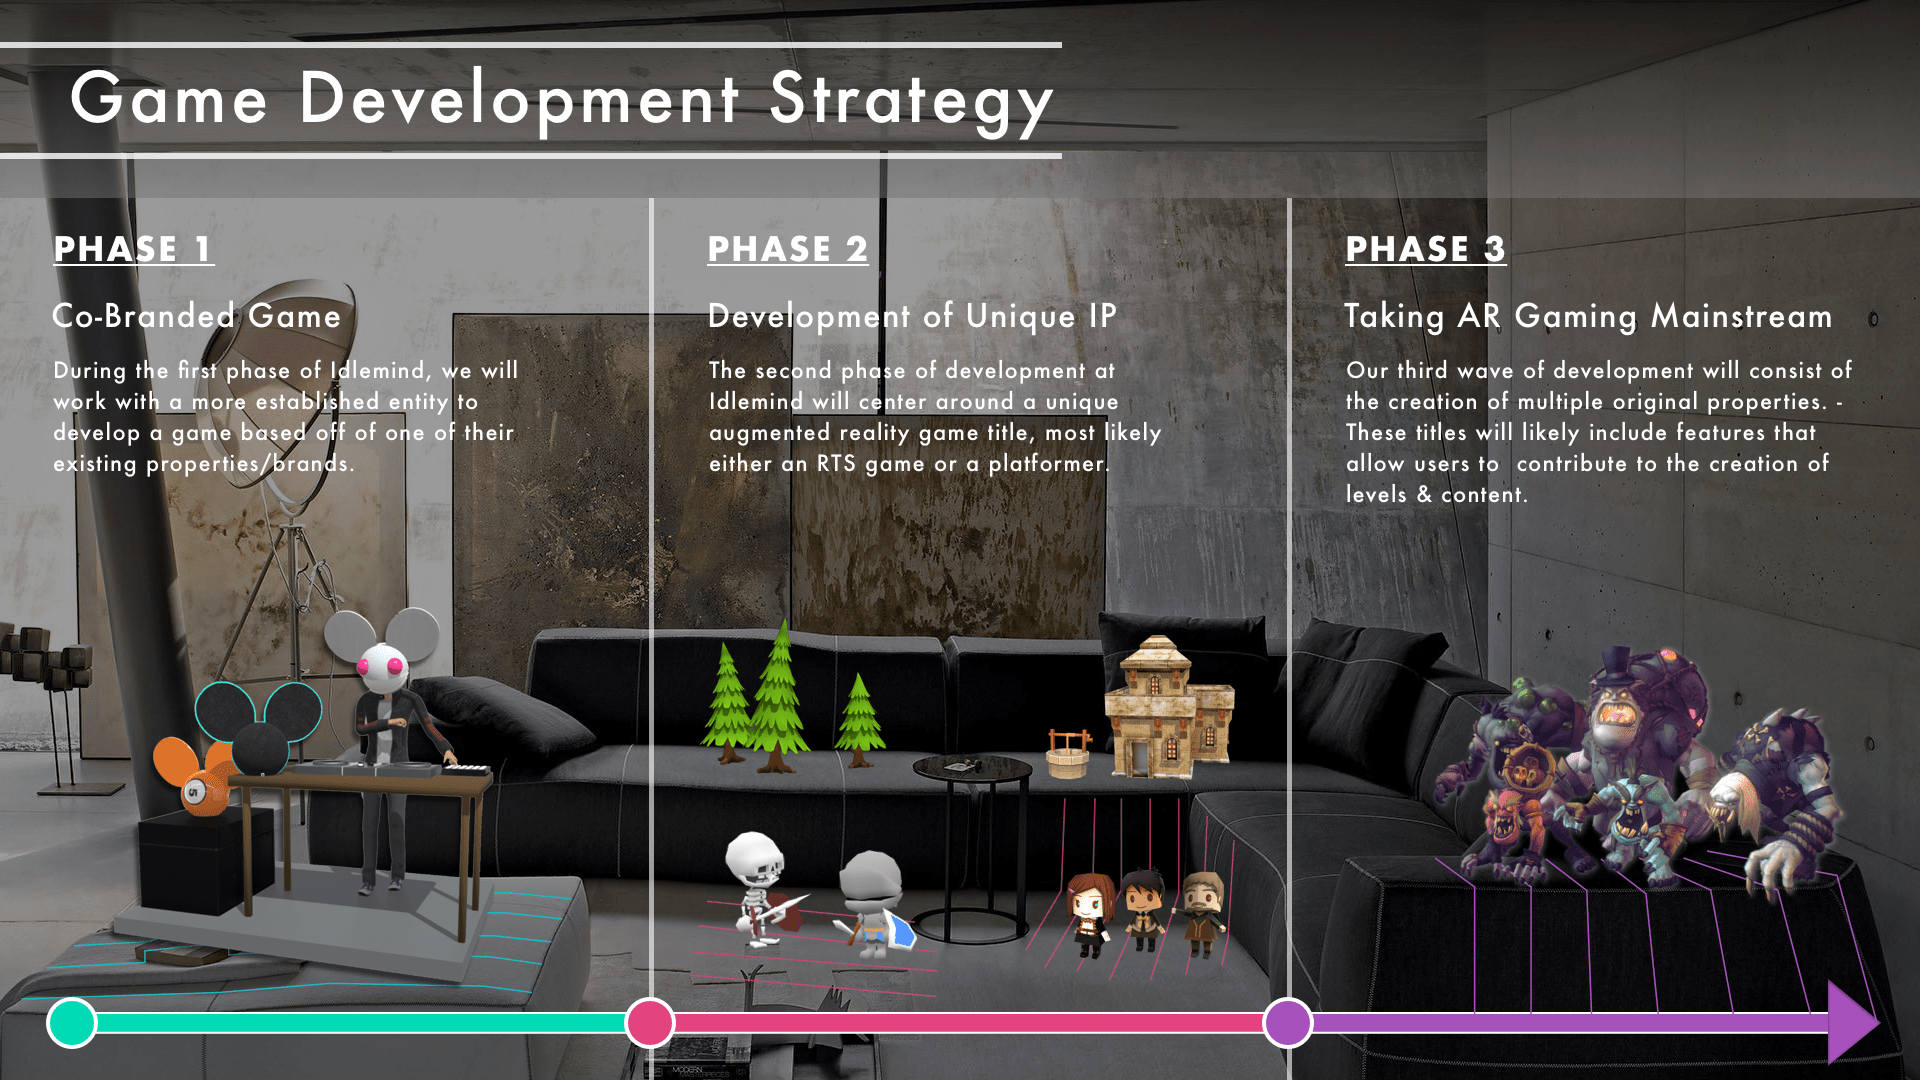 Game Development Strategy
PHASE 1
Co-Branded Game
During the first phase of Idlemind, we will
work with a more established entity to
develop a game based off of one of their
existing properties/brands.
PHASE 2
Development of Unique IP
The second phase of development at
Idlemind will center around a unique
augmented reality game title, most likely
either an RTS game or a platformer.
PHASE 3
Taking AR Gaming Mainstream
Our third wave of development will consist of
the creation of multiple original properties. -
These titles will likely include features that
allow users to  contribute to the creation of
levels & content.
5
MODERN
MASTERPIECES